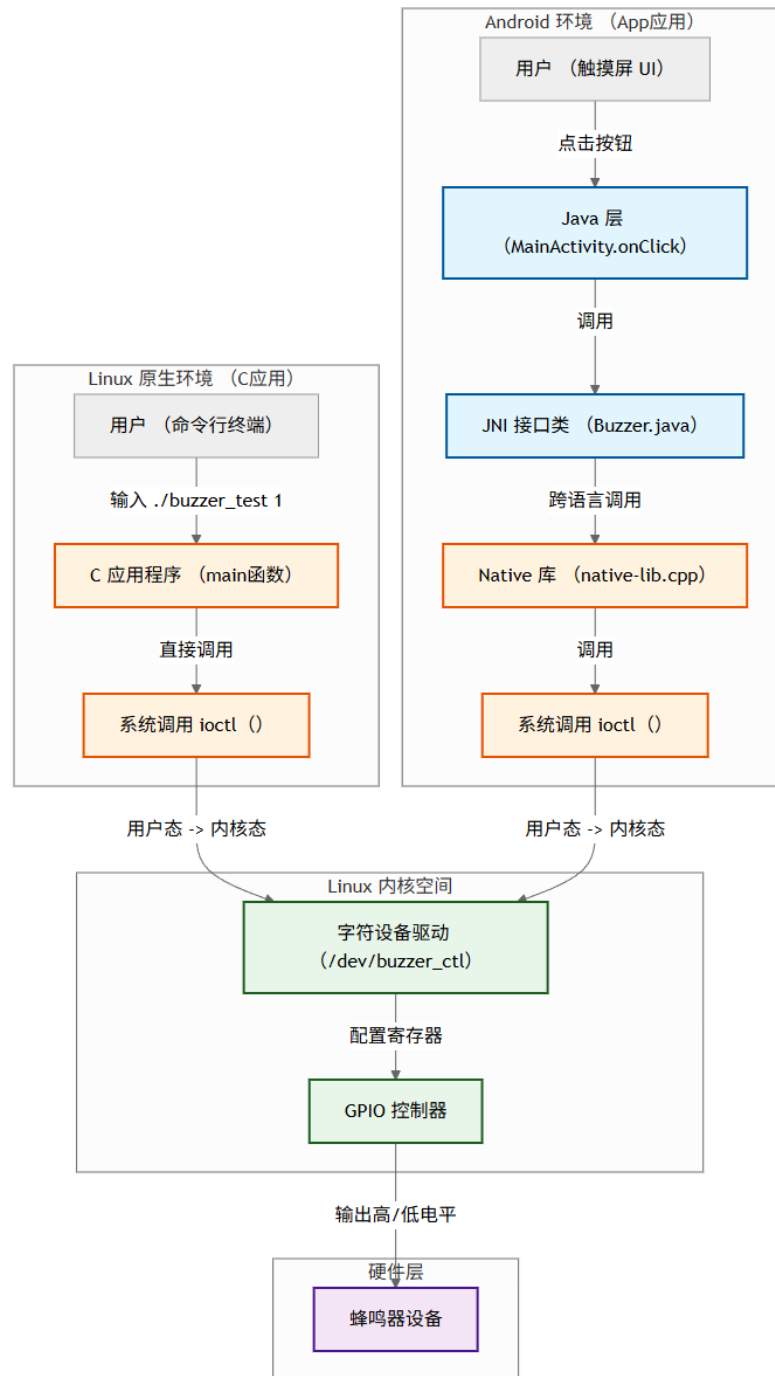 Android 环境 （App应用）
用户 （触摸屏 UI）
点击按钮
Java 层
（MainActivity.onClick）
调用
JNI 接口类 （Buzzer.java）
跨语言调用
Native 库 （native-lib.cpp）
调用
系统调用 ioctl（）
用户态 -> 内核态
Linux 原生环境 （C应用）
用户 （命令行终端）
输入 ./buzzer_test 1
C 应用程序 （main函数）
直接调用
系统调用 ioctl（）
用户态 -> 内核态
Linux 内核空间
字符设备驱动
（/dev/buzzer_ctl）
配置寄存器
GPIO 控制器
输出高/低电平
硬件层
蜂鸣器设备